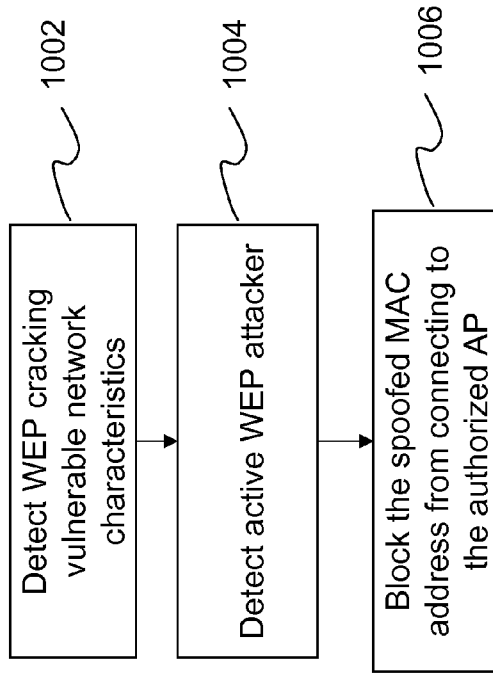 Detect WEP cracking
vulnerable network
characteristics
1002
Detect active WEP attacker
1004
Block the spoofed MAC
address from connecting to
the authorized AP
1006